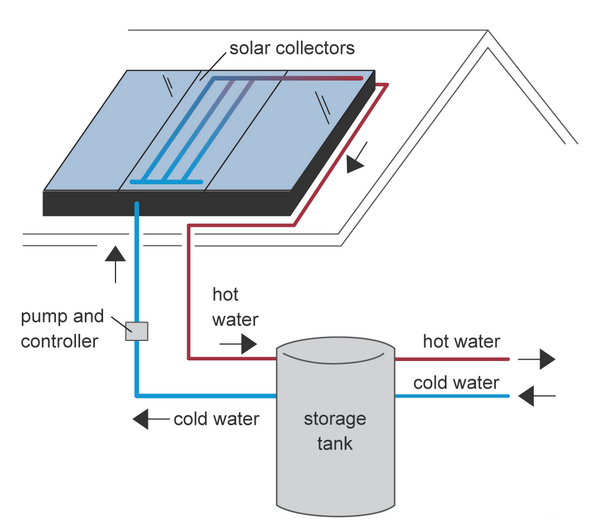 solar collectors
hot
water
pump and
controller
hot water
cold water
cold water
storage
tank